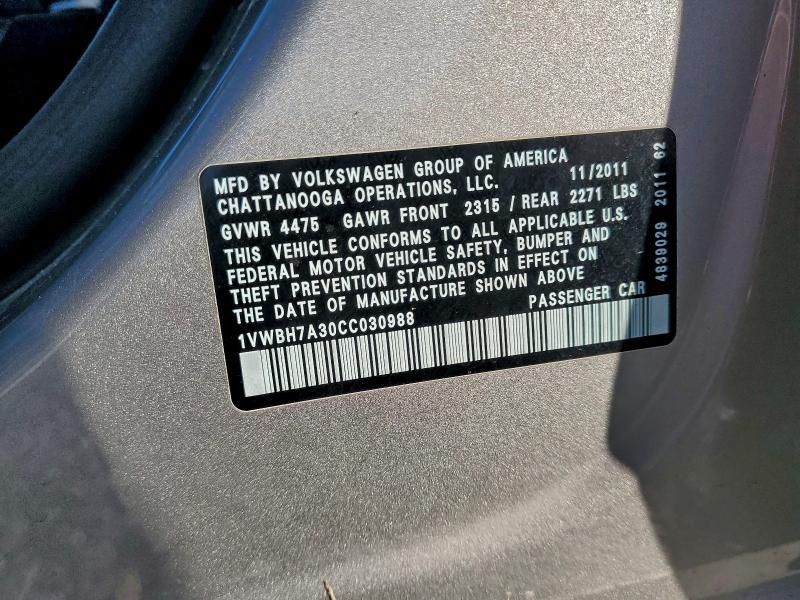 MFD BY VOLKSWAGEN GROUP OF AMERICA
CHATTANOOGA OPERATIONS, LLC. 11/2011
GVWR 4475 GAWR FRONT 2315 / REAR 2271 LBS
THIS VEHICLE CONFORMS TO ALL APPLICABLE U.S.
FEDERAL MOTOR VEHICLE SAFETY, BUMPER AND
THEFT PREVENTION STANDARDS IN EFFECT ON
THE DATE OF MANUFACTURE SHOWN ABOVE
1VWBH7A30CC030988 PASSENGER CAR
4839029 2011 62